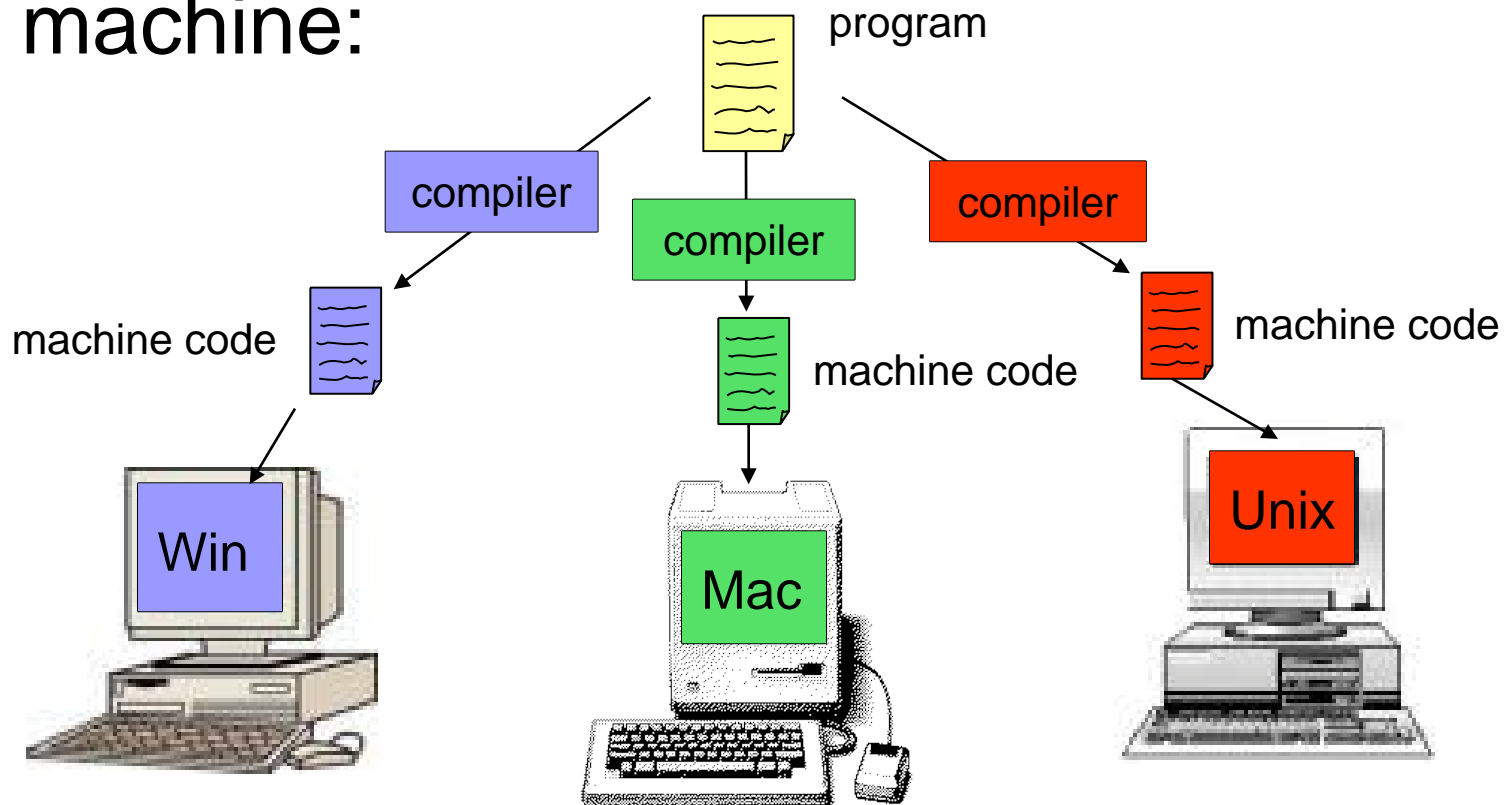 machine:
program
compiler
compiler
compiler
machine code
machine code
machine code
Win
Mac
Unix